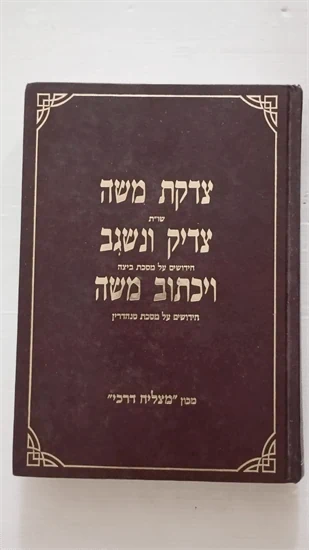 צדקת משה
שו״ת
צדיק ונשגב
חידושים על מסכת ביצה
ויכתוב משה
חידושים על מסכת סנהדרין
מכון "מצליח דרכי"